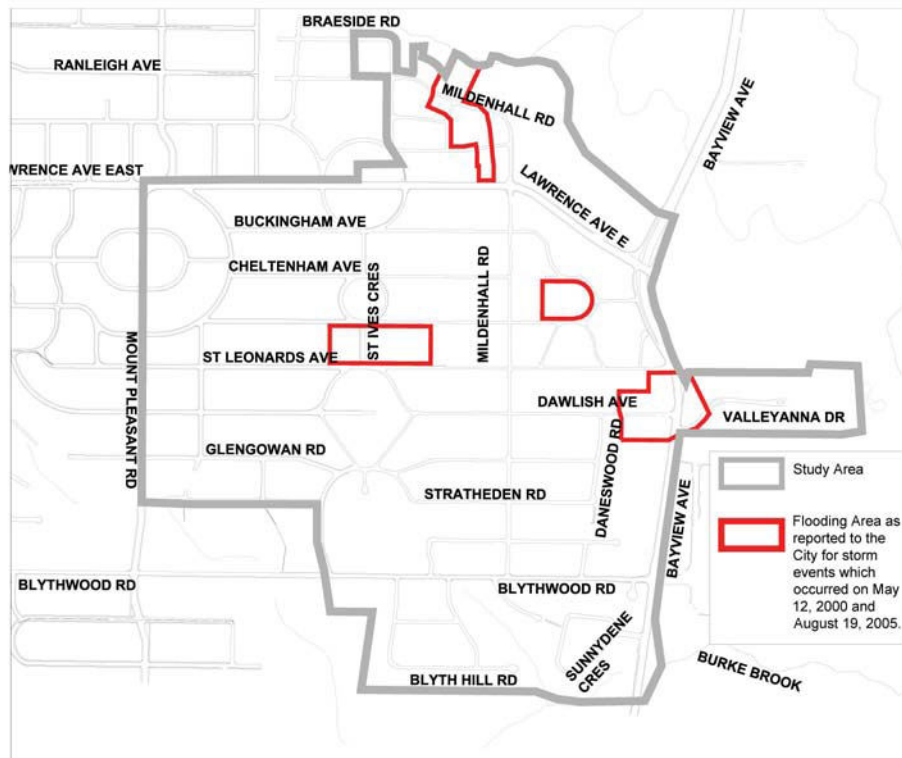 BRAESIDE RD
RANLEIGH AVE
MILDENHALL RD
BAYVIEW AVE
WRENCE AVE EAST
LAWRENCE AVE E
BUCKINGHAM AVE
CHELTENHAM AVE
ST IVES CRES
MILDENHALL RD
MOUNT PLEASANT RD
ST LEONARDS AVE
DAWLISH AVE
VALLEYANNA DR
GLENGOWAN RD
DANESWOOD RD
STRATHEDEN RD
BAYVIEW AVE
Study Area
Flooding Area as
reported to the
City for storm
events which
occurred on May
12, 2000 and
August 19, 2005.
BLYTHWOOD RD
BLYTHWOOD RD
SUNNYDENE
CRES
BLYTH HILL RD
BURKE BROOK